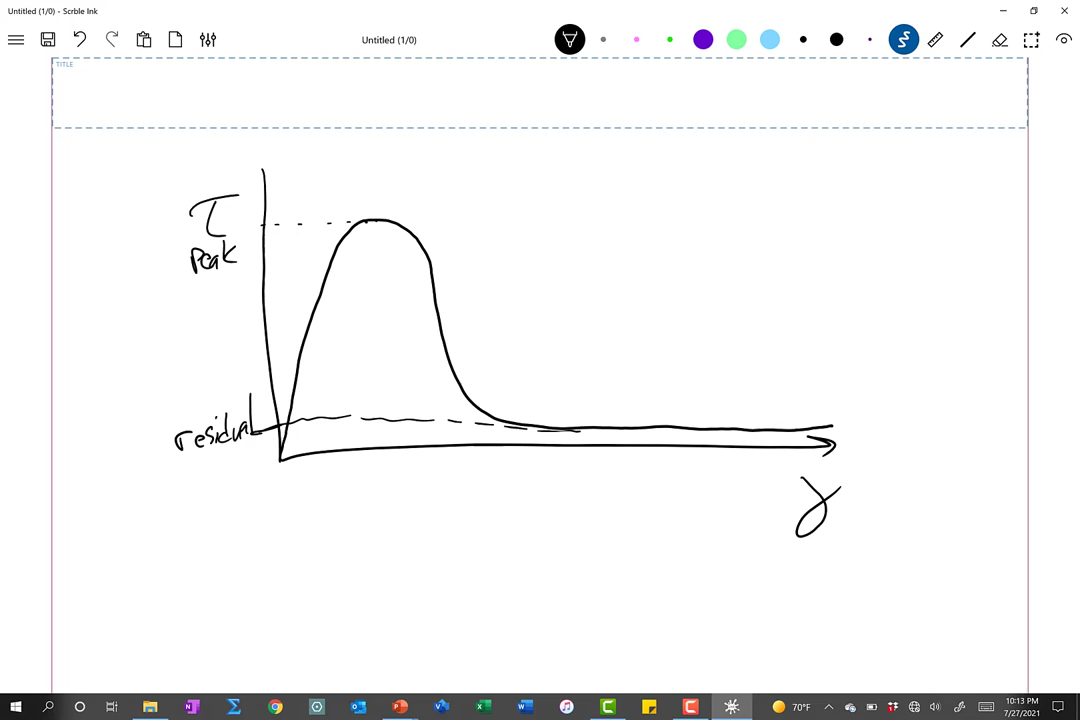 Untitled (1/0) - Scrble Ink
Untitled (1/0)
TITLE
τ
peak
residual
γ
70°F
10:13 PM
7/27/2021